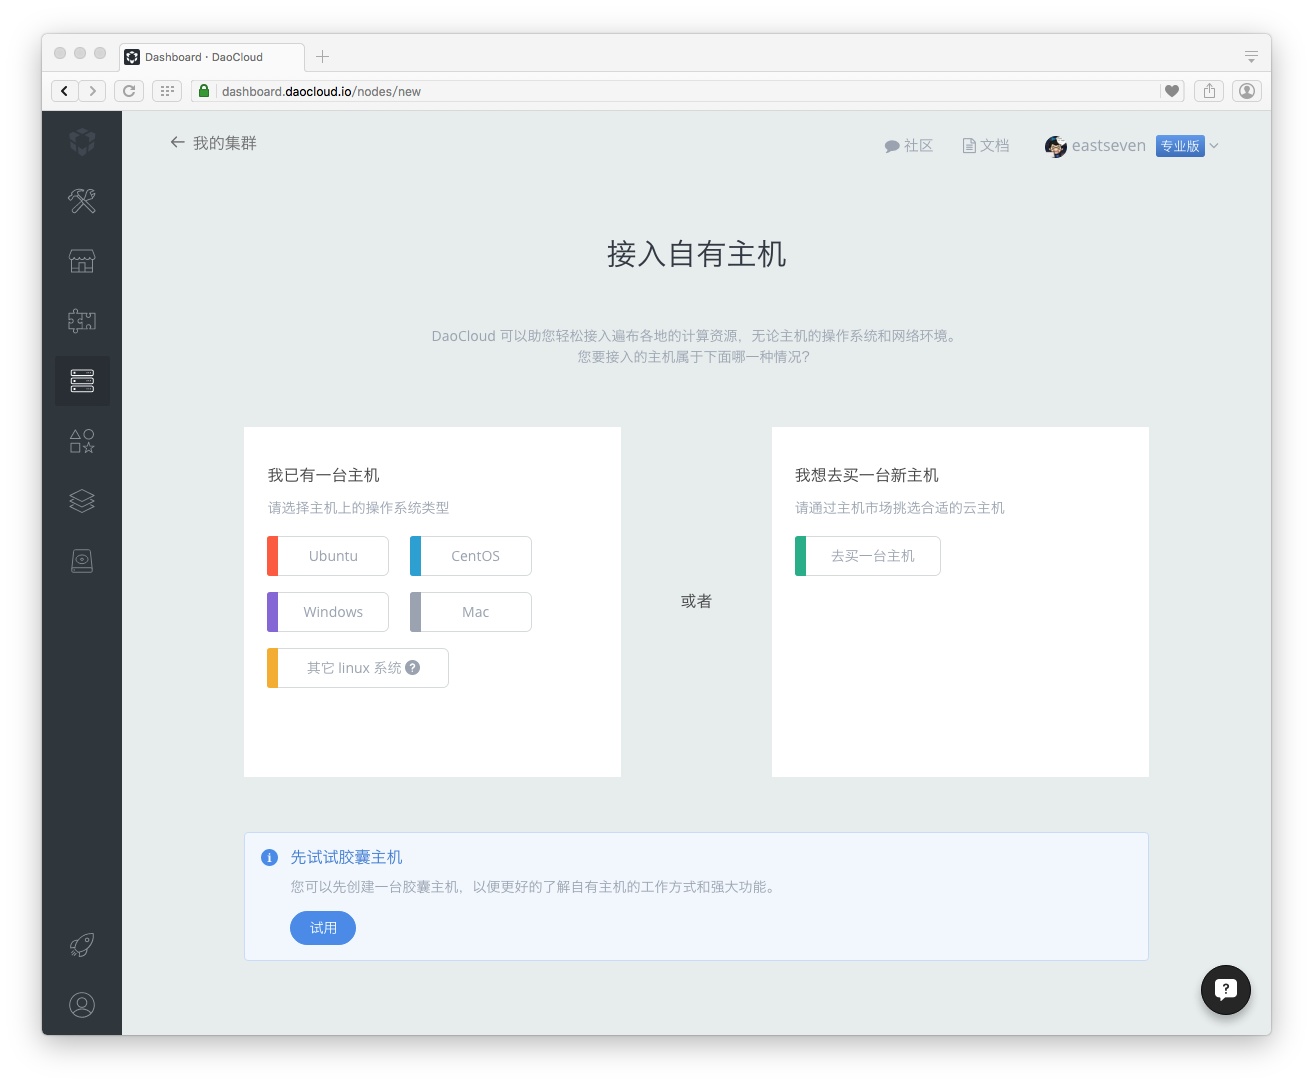 Dashboard · DaoCloud
dashboard.daocloud.io/nodes/new
我的集群
社区
文档
eastseven
专业版
接入自有主机
DaoCloud 可以助您轻松接入遍布各地的计算资源，无论主机的操作系统和网络环境。
您要接入的主机属于下面哪一种情况？
我已有一台主机
请选择主机上的操作系统类型
Ubuntu
CentOS
Windows
Mac
其它 linux 系统 ?
或者
我想去买一台新主机
请通过主机市场挑选合适的云主机
去买一台主机
先试试胶囊主机
您可以先创建一台胶囊主机，以便更好的了解自有主机的工作方式和强大功能。
试用